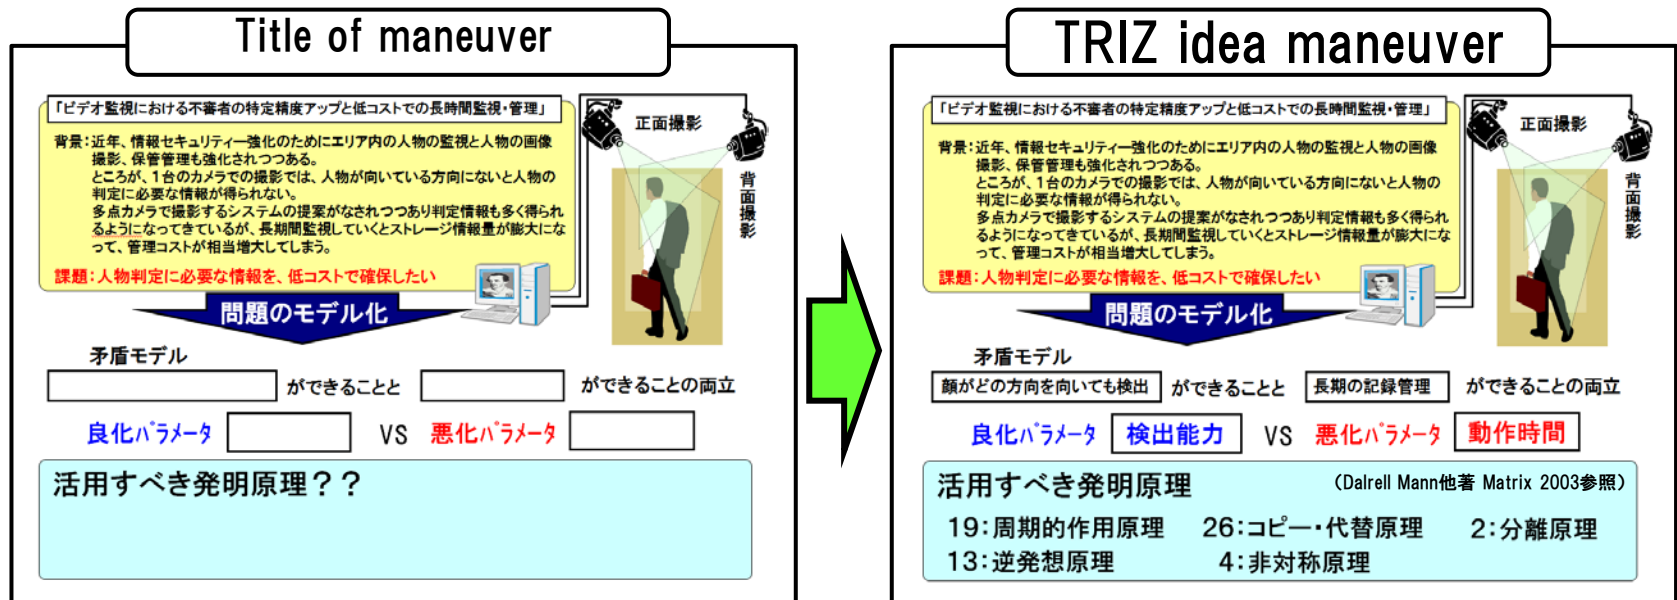 Title of maneuver
「ビデオ監視における不審者の特定精度アップと低コストでの長時間監視・管理」
背景：近年、情報セキュリティー強化のためにエリア内の人物の監視と人物の画像
撮影、保管管理も強化されつつある。
ところが、１台のカメラでの撮影では、人物が向いている方向にないと人物の
判定に必要な情報が得られない。
多点カメラで撮影するシステムの提案がなされつつあり判定情報も多く得られ
るようになってきているが、長期間監視していくとストレージ情報量が膨大にな
って、管理コストが相当増大してしまう。
課題：人物判定に必要な情報を、低コストで確保したい
正面撮影
背面撮影
問題のモデル化
矛盾モデル
ができることと
ができることの両立
良化ﾊﾟﾗﾒｰﾀ VS 悪化ﾊﾟﾗﾒｰﾀ
活用すべき発明原理？？
TRIZ idea maneuver
「ビデオ監視における不審者の特定精度アップと低コストでの長時間監視・管理」
背景：近年、情報セキュリティー強化のためにエリア内の人物の監視と人物の画像
撮影、保管管理も強化されつつある。
ところが、１台のカメラでの撮影では、人物が向いている方向にないと人物の
判定に必要な情報が得られない。
多点カメラで撮影するシステムの提案がなされつつあり判定情報も多く得られ
るようになってきているが、長期間監視していくとストレージ情報量が膨大にな
って、管理コストが相当増大してしまう。
課題：人物判定に必要な情報を、低コストで確保したい
正面撮影
背面撮影
問題のモデル化
矛盾モデル
顔がどの方向を向いても検出 ができることと 長期の記録管理 ができることの両立
良化ﾊﾟﾗﾒｰﾀ 検出能力 VS 悪化ﾊﾟﾗﾒｰﾀ 動作時間
活用すべき発明原理 （Dalrell Mann他著 Matrix 2003参照）
19：周期的作用原理 26：コピー・代替原理 2：分離原理
13：逆発想原理 4：非対称原理